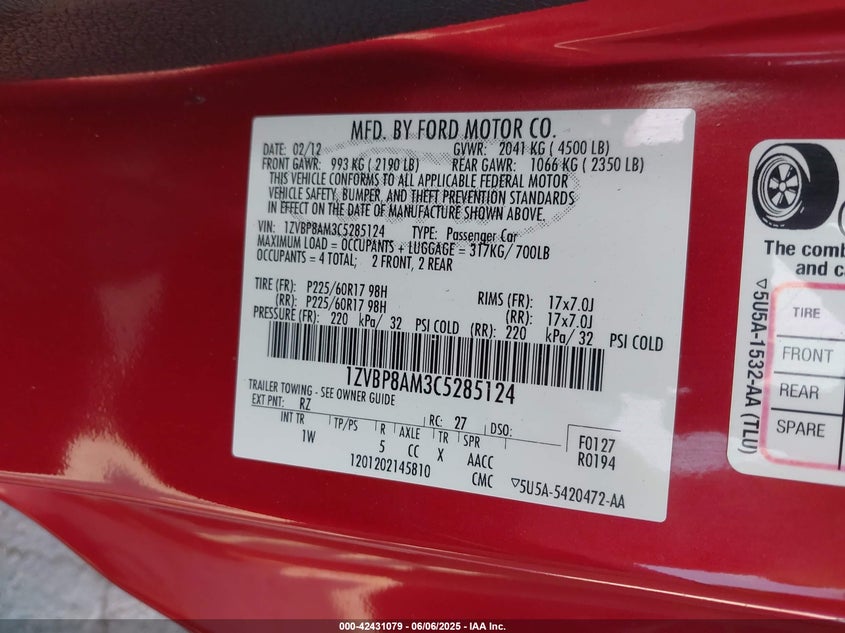 MFD. BY FORD MOTOR CO.
DATE: 02/12 GVWR: 2041 KG ( 4500 LB)
FRONT GAWR: 993 KG ( 2190 LB) REAR GAWR: 1066 KG ( 2350 LB)
THIS VEHICLE CONFORMS TO ALL APPLICABLE FEDERAL MOTOR
VEHICLE SAFETY, BUMPER, AND THEFT PREVENTION STANDARDS
IN EFFECT ON THE DATE OF MANUFACTURE SHOWN ABOVE.
VIN: 1ZVBP8AM3C5285124 TYPE: Passenger Car
MAXIMUM LOAD = OCCUPANTS + LUGGAGE = 317KG/ 700LB
OCCUPANTS = 4 TOTAL; 2 FRONT, 2 REAR
TIRE (FR): P225/60R17 98H RIMS (FR): 17x7.0J
(RR): P225/60R17 98H (RR): 17x7.0J
PRESSURE (FR): 220 kPa/ 32 PSI COLD (RR): 220 kPa/ 32 PSI COLD
1ZVBP8AM3C5285124
TRAILER TOWING - SEE OWNER GUIDE
EXT PNT: RZ RC: 27 DSO:
INT TR TP/PS R AXLE TR SPR F0127
1W 5 CC X AACC R0194
1201202145810 CMC ▽5U5A-5420472-AA
The comb
and c
TIRE
FRONT
REAR
SPARE
▽5U5A-1532-AA (TLU)
000-42431079 - 06/06/2025 - IAA Inc.